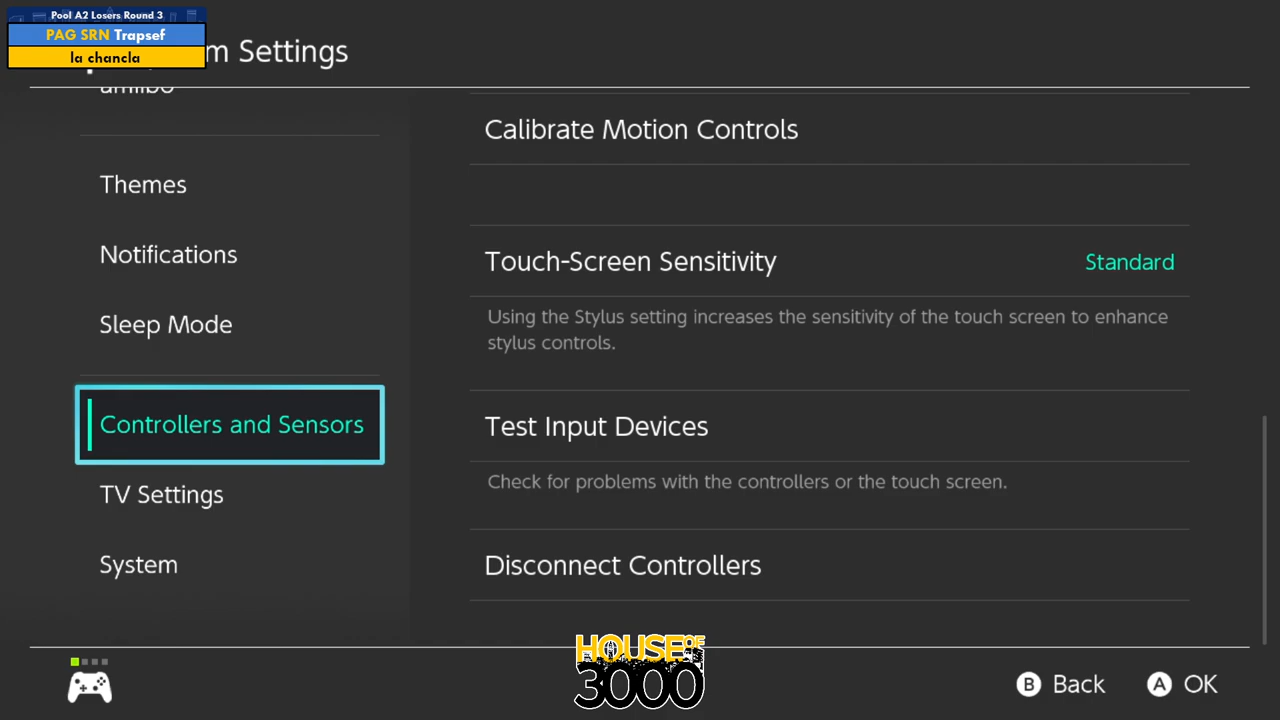 Pool A2 Losers Round 3
PAG SRN Trapsef
la chancla
m Settings
amiibo
Themes
Notifications
Sleep Mode
Controllers and Sensors
TV Settings
System
Calibrate Motion Controls
Touch-Screen Sensitivity Standard
Using the Stylus setting increases the sensitivity of the touch screen to enhance
stylus controls.
Test Input Devices
Check for problems with the controllers or the touch screen.
Disconnect Controllers
HOUSE OF
3000
B Back A OK